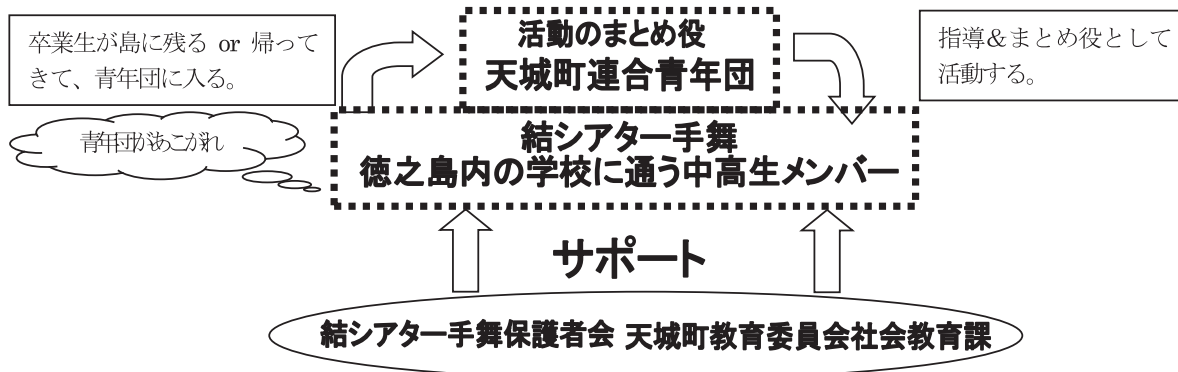 卒業生が島に残る or 帰って
きて、青年団に入る。
活動のまとめ役
天城町連合青年団
指導＆まとめ役として
活動する。
青年団があこがれ
結シアター手舞
徳之島内の学校に通う中高生メンバー
サポート
結シアター手舞保護者会 天城町教育委員会社会教育課